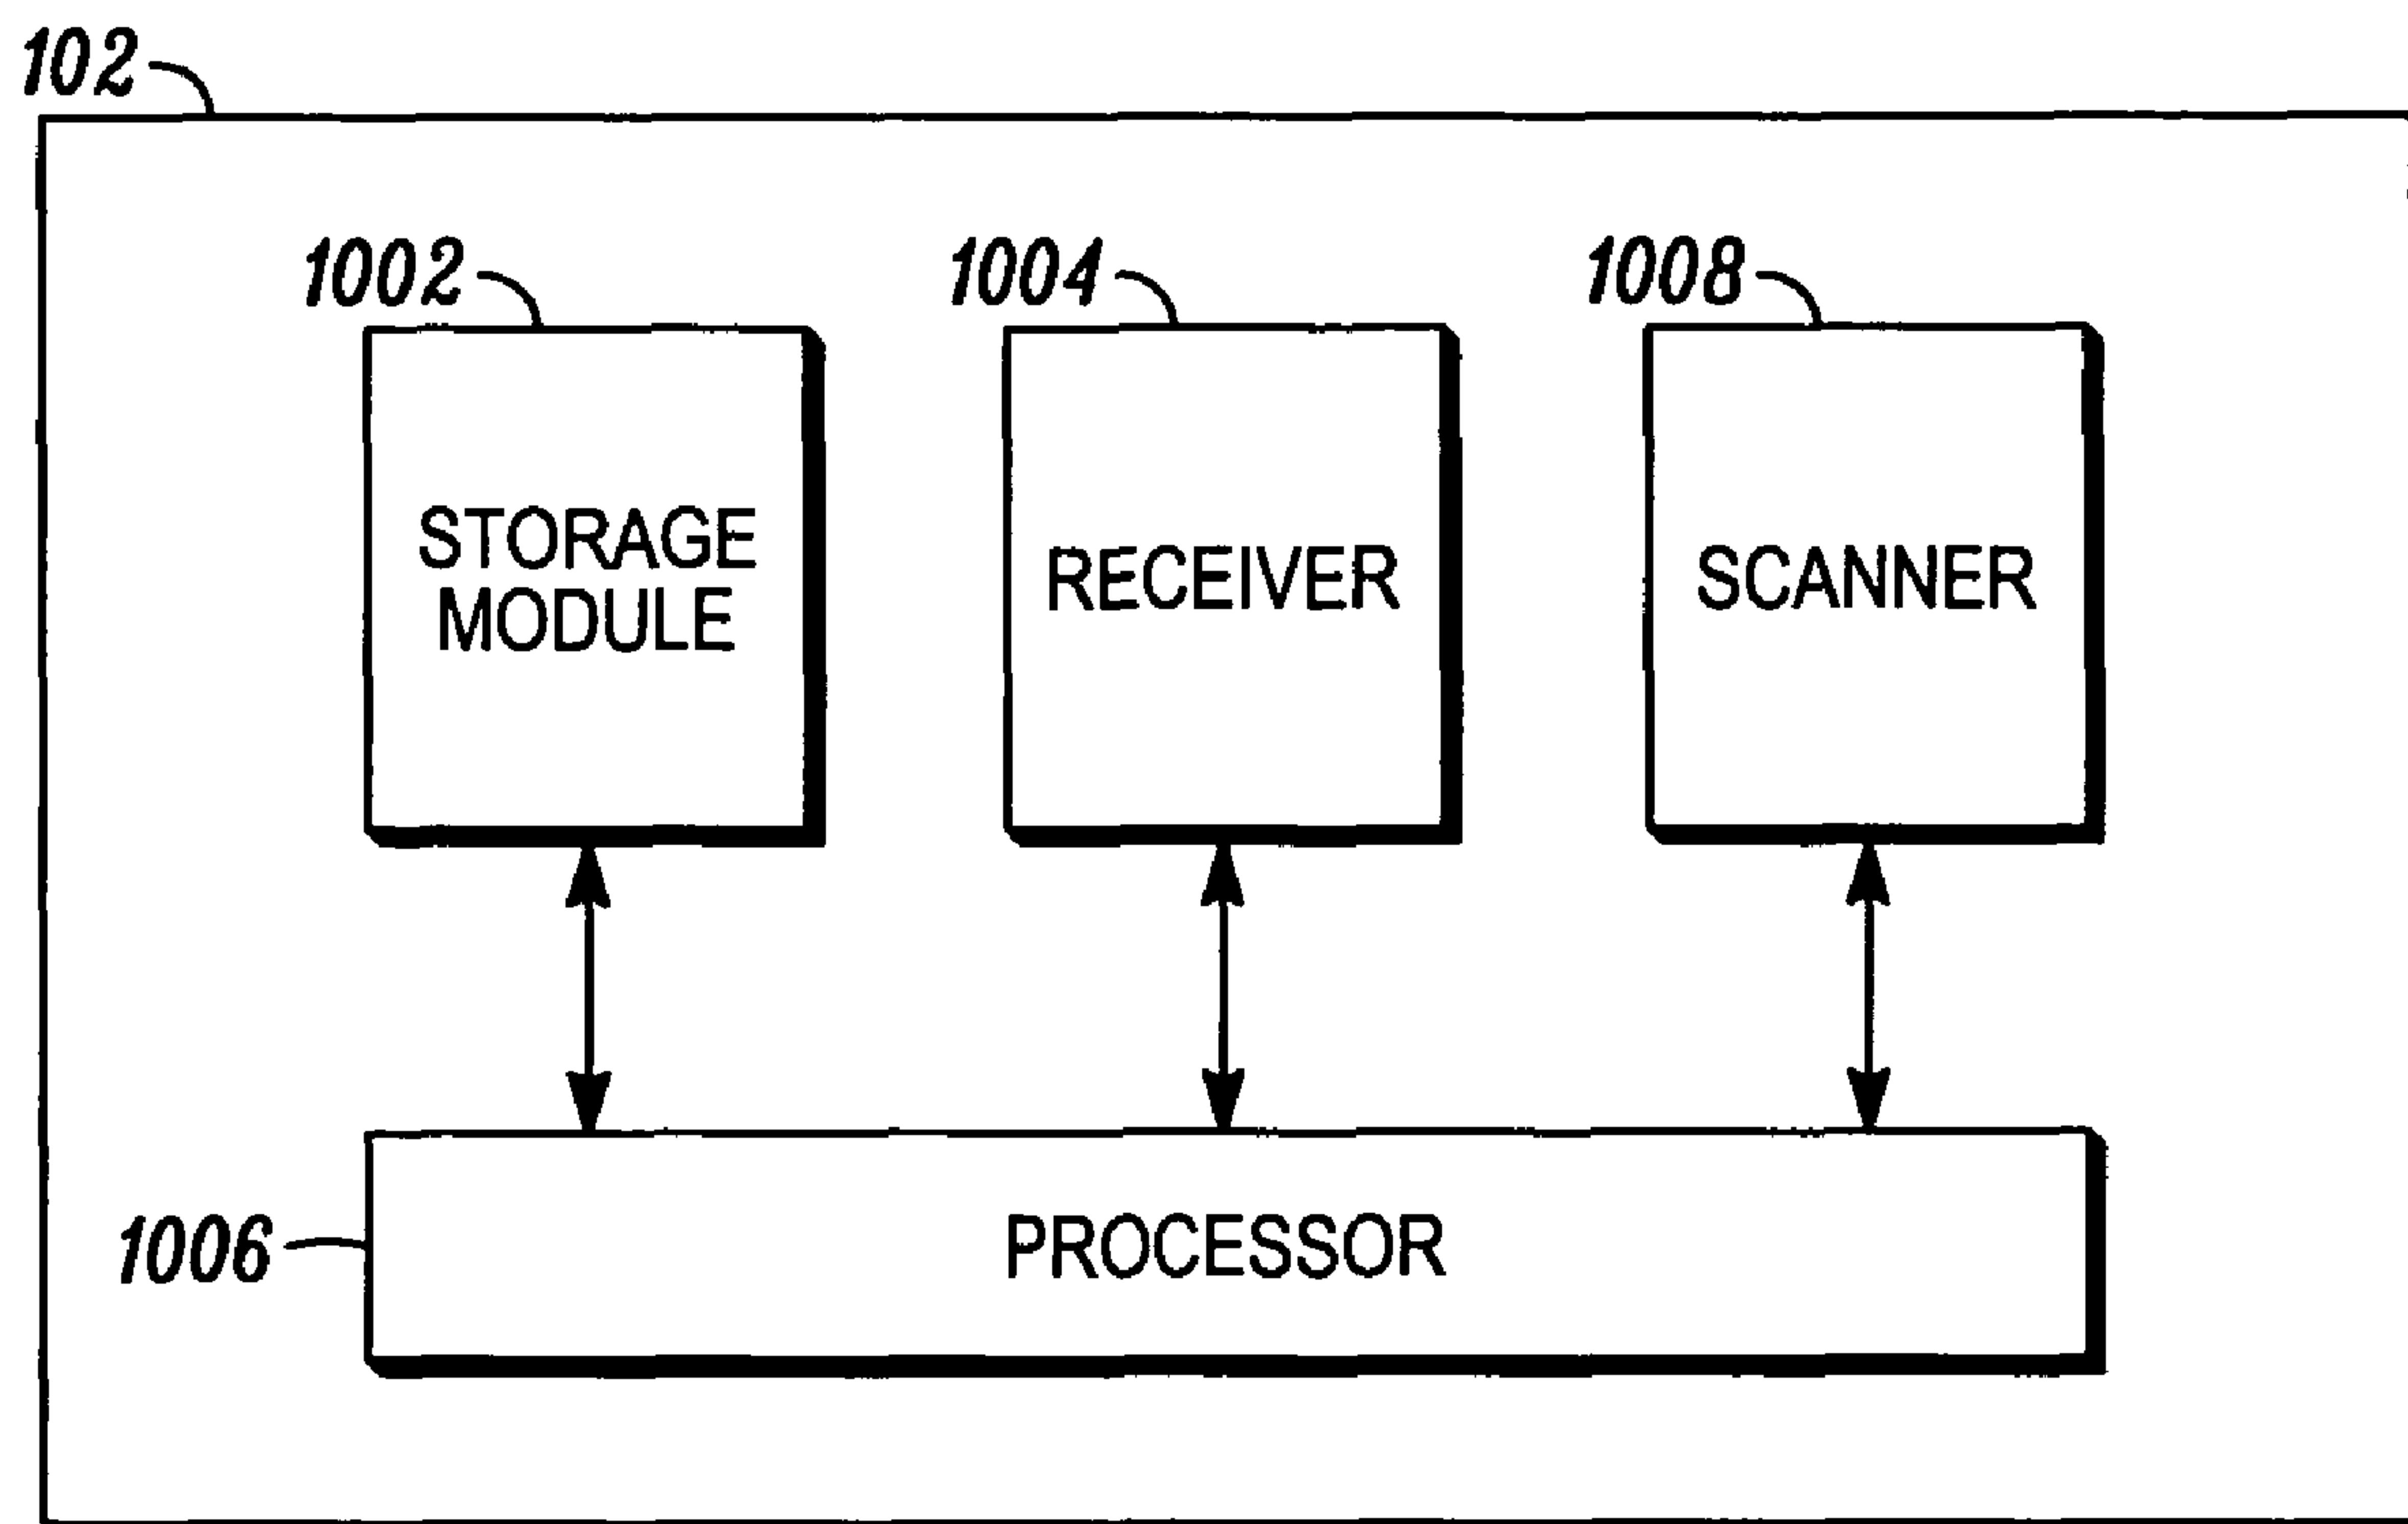 102
1002
1004
1008
STORAGE
MODULE
RECEIVER
SCANNER
1006
PROCESSOR